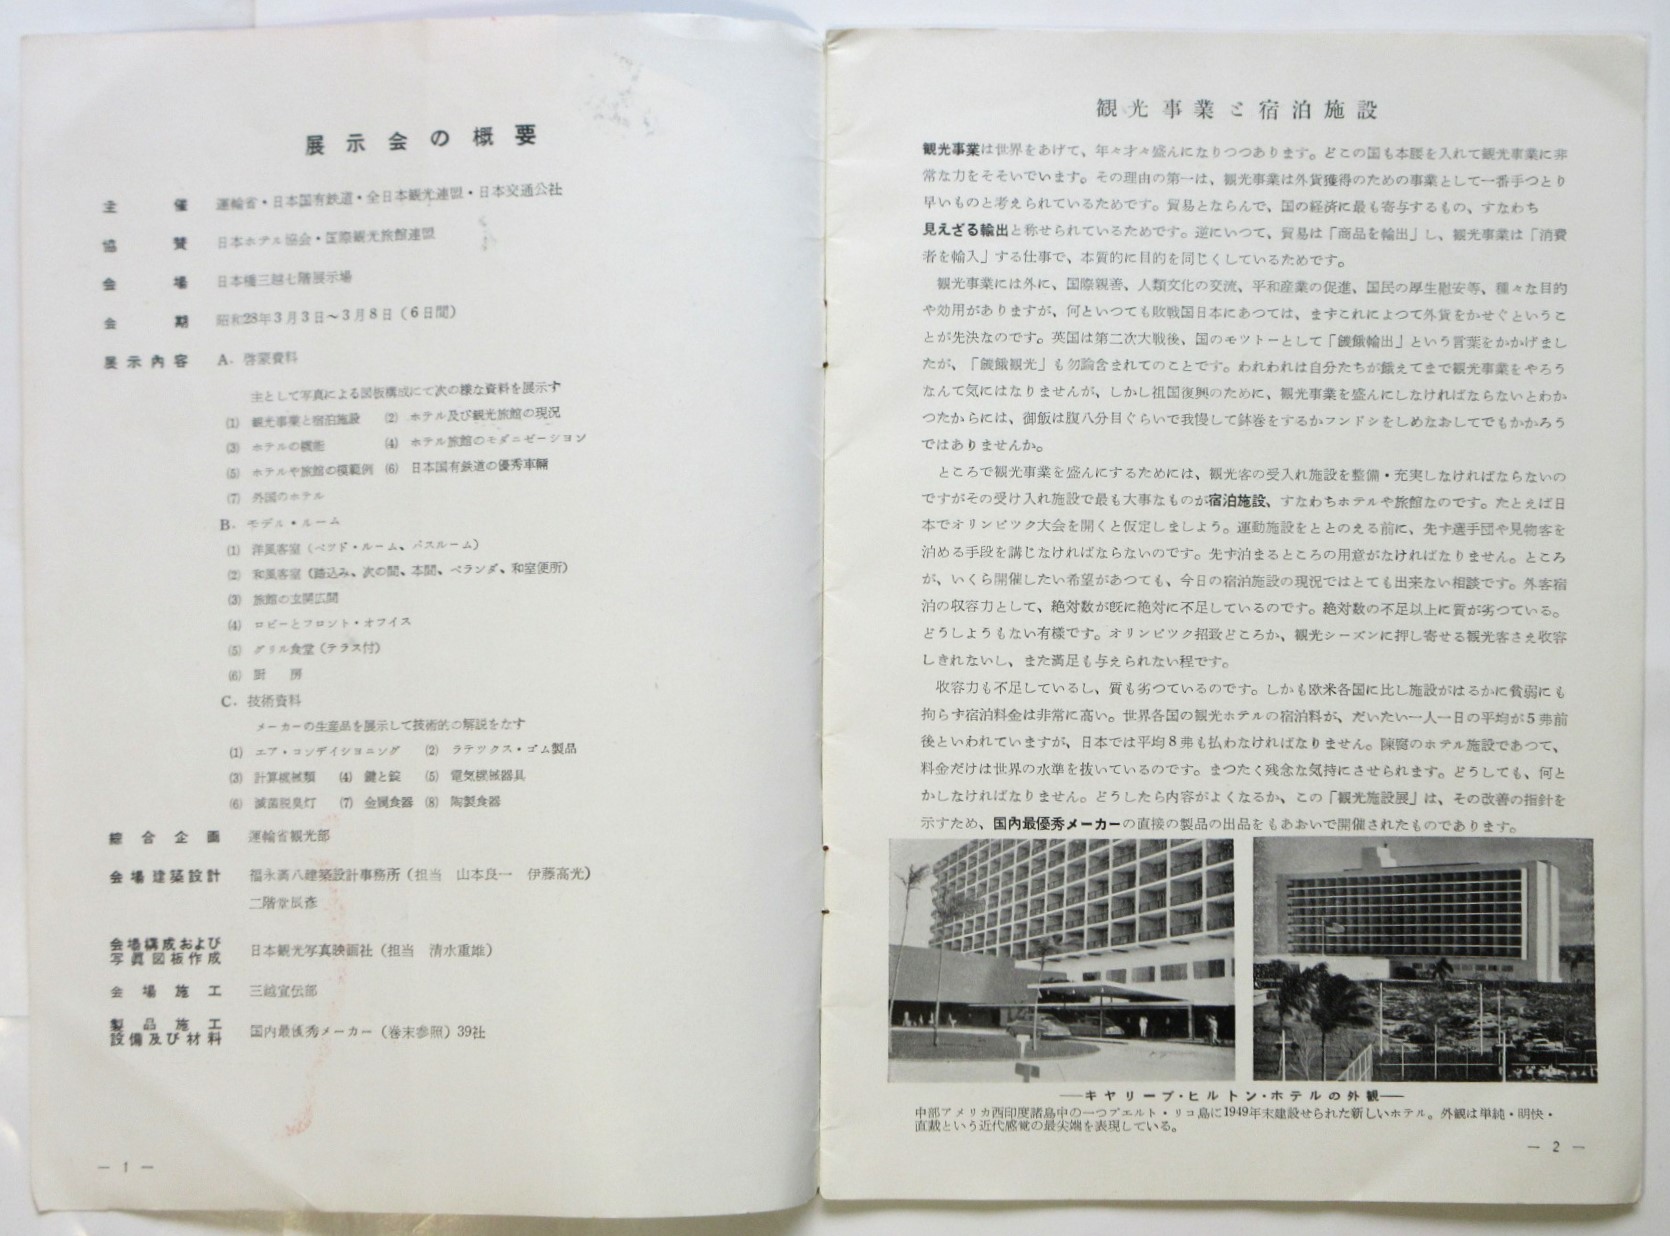 展示会の概要
主催 運輸省・日本国有鉄道・全日本観光連盟・日本交通公社
協賛 日本ホテル協会・国際観光旅館連盟
会場 日本橋三越七階展示場
会期 昭和28年3月3日～3月8日(6日間)
展示内容 A. 啓蒙資料
主として写真による図板構成にて次の様な資料を展示す
(1) 観光事業と宿泊施設 (2) ホテル及び観光旅館の現況
(3) ホテルの機能 (4) ホテル旅館のモダニゼーション
(5) ホテルや旅館の模範例 (6) 日本国有鉄道の優秀車輛
(7) 外国のホテル
B. モデル・ルーム
(1) 洋風客室(ベッド・ルーム、バスルーム)
(2) 和風客室(踏込み、次の間、本間、ベランダ、和室便所)
(3) 旅館の玄関広間
(4) ロビーとフロント・オフイス
(5) グリル食堂(テラス付)
(6) 厨房
C. 技術資料
メーカーの生産品を展示して技術的の解説をなす
(1) エア・コンデイショニング (2) ラテックス・ゴム製品
(3) 計算機械類 (4) 鍵と錠 (5) 電気機械器具
(6) 滅菌脱臭灯 (7) 金属食器 (8) 陶製食器
綜合企画 運輸省観光部
会場建築設計 福永満八建築設計事務所(担当 山本良一 伊藤高光)
二階堂辰彦
会場構成および
写真図板作成 日本観光写真映画社(担当 清水重雄)
会場施工 三越宣伝部
製品施工
設備及び材料 国内最優秀メーカー(巻末参照)39社
— 1 —
観光事業と宿泊施設
観光事業は世界をあげて、年々才々盛んになりつつあります。どこの国も本腰を入れて観光事業に非
常な力をそそいでいます。その理由の第一は、観光事業は外貨獲得のための事業として一番手つとり
早いものと考えられているためです。貿易とならんで、国の経済に最も寄与するもの、すなわち
見えざる輸出と称せられているためです。逆にいつて、貿易は「商品を輸出」し、観光事業は「消費
者を輸入」する仕事で、本質的に目的を同じくしているためです。
観光事業には外に、国際親善、人類文化の交流、平和産業の促進、国民の厚生慰安等、種々な目的
や効用がありますが、何といつても敗戦国日本にあつては、まずこれによつて外貨をかせぐというこ
とが先決なのです。英国は第二次大戦後、国のモツトーとして「饑餓輸出」という言葉をかかげまし
たが、「饑餓観光」も勿論含まれてのことです。われわれは自分たちが餓えてまで観光事業をやろう
なんて気にはなりませんが、しかし祖国復興のために、観光事業を盛んにしなければならないとわか
つたからには、御飯は腹八分目ぐらいで我慢して鉢巻をするかフンドシをしめなおしてでもかかろう
ではありませんか。
ところで観光事業を盛んにするためには、観光客の受入れ施設を整備・充実しなければならないの
ですがその受け入れ施設で最も大事なものが宿泊施設、すなわちホテルや旅館なのです。たとえば日
本でオリンピツク大会を開くと仮定しましよう。運動施設をととのえる前に、先ず選手団や見物客を
泊める手段を講じなければならないのです。先ず泊まるところの用意がなければなりません。ところ
が、いくら開催したい希望があつても、今日の宿泊施設の現況ではとても出来ない相談です。外客宿
泊の収容力として、絶対数が既に絶対に不足しているのです。絶対数の不足以上に質が劣つている。
どうしようもない有様です。オリンピツク招致どころか、観光シーズンに押し寄せる観光客さえ収容
しきれないし、また満足も与えられない程です。
収容力も不足しているし、質も劣つているのです。しかも欧米各国に比し施設がはるかに貧弱にも
拘らず宿泊料金は非常に高い。世界各国の観光ホテルの宿泊料が、だいたい一人一日の平均が5弗前
後といわれていますが、日本では平均8弗も払わなければなりません。陳腐のホテル施設であつて、
料金だけは世界の水準を抜いているのです。まつたく残念な気持にさせられます。どうしても、何と
かしなければなりません。どうしたら内容がよくなるか、この「観光施設展」は、その改善の指針を
示すため、国内最優秀メーカーの直接の製品の出品をもあおいで開催されたものであります。
——キヤリーブ・ヒルトン・ホテルの外観——
中部アメリカ西印度諸島中の一つプエルト・リコ島に1949年末建設せられた新しいホテル。外観は単純・明快・
直裁という近代感覚の最尖端を表現している。
— 2 —